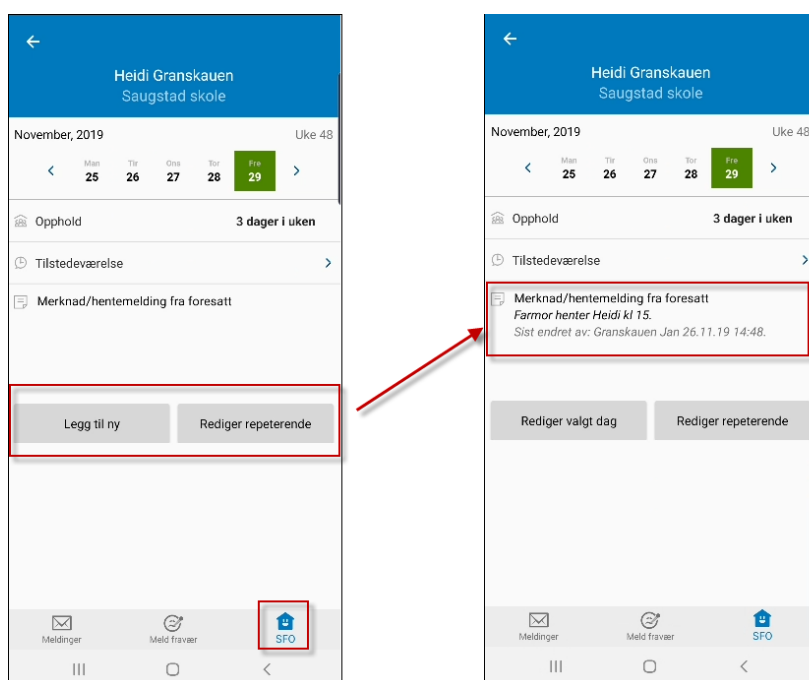 Heidi Granskauen
Saugstad skole
November, 2019 Uke 48
Man Tir Ons Tor Fre
25 26 27 28 29
Opphold 3 dager i uken
Tilstedeværelse
Merknad/hentemelding fra foresatt
Legg til ny Rediger repeterende
Meldinger Meld fravær SFO
Heidi Granskauen
Saugstad skole
November, 2019 Uke 48
Man Tir Ons Tor Fre
25 26 27 28 29
Opphold 3 dager i uken
Tilstedeværelse
Merknad/hentemelding fra foresatt
Farmor henter Heidi kl 15.
Sist endret av: Granskauen Jan 26.11.19 14:48.
Rediger valgt dag Rediger repeterende
Meldinger Meld fravær SFO